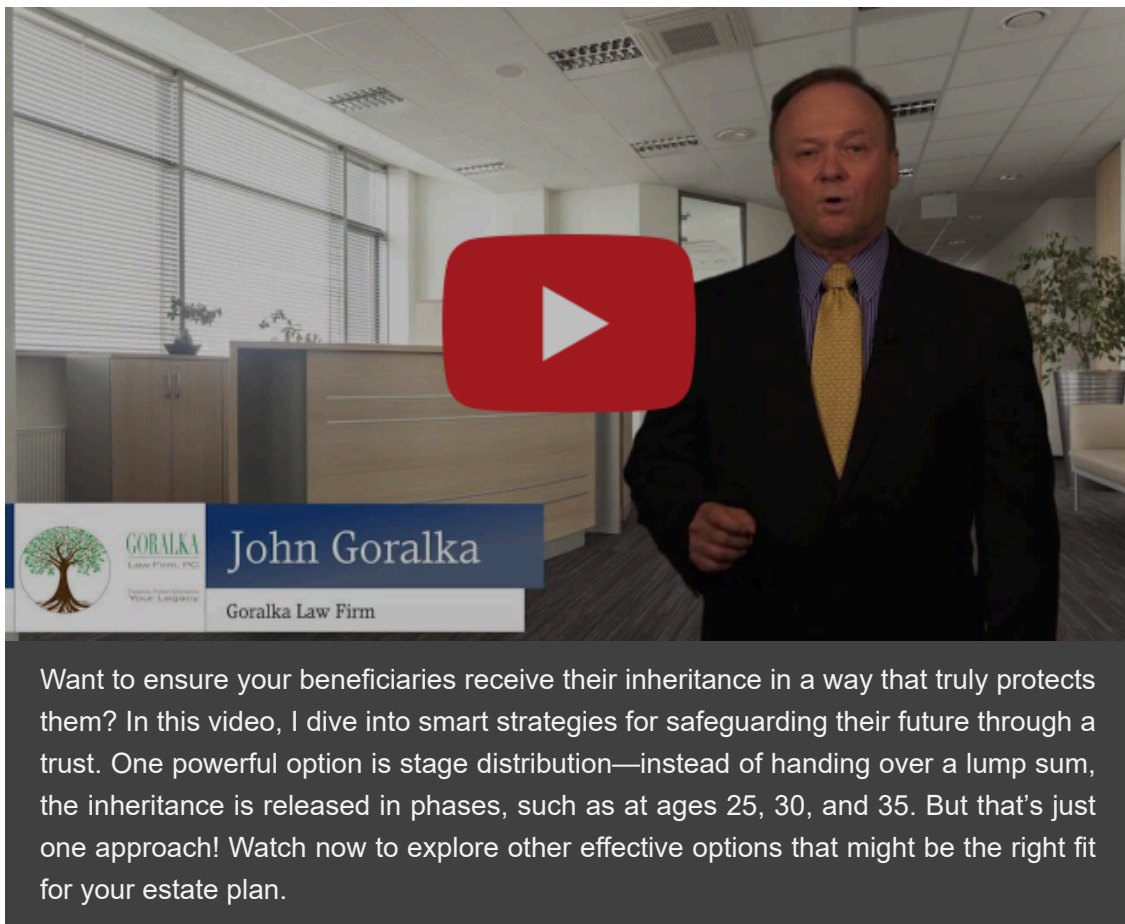 GORALKA
Law Firm, PC
Your Legacy
John Goralka
Goralka Law Firm
Want to ensure your beneficiaries receive their inheritance in a way that truly protects
them? In this video, I dive into smart strategies for safeguarding their future through a
trust. One powerful option is stage distribution—instead of handing over a lump sum,
the inheritance is released in phases, such as at ages 25, 30, and 35. But that’s just
one approach! Watch now to explore other effective options that might be the right fit
for your estate plan.